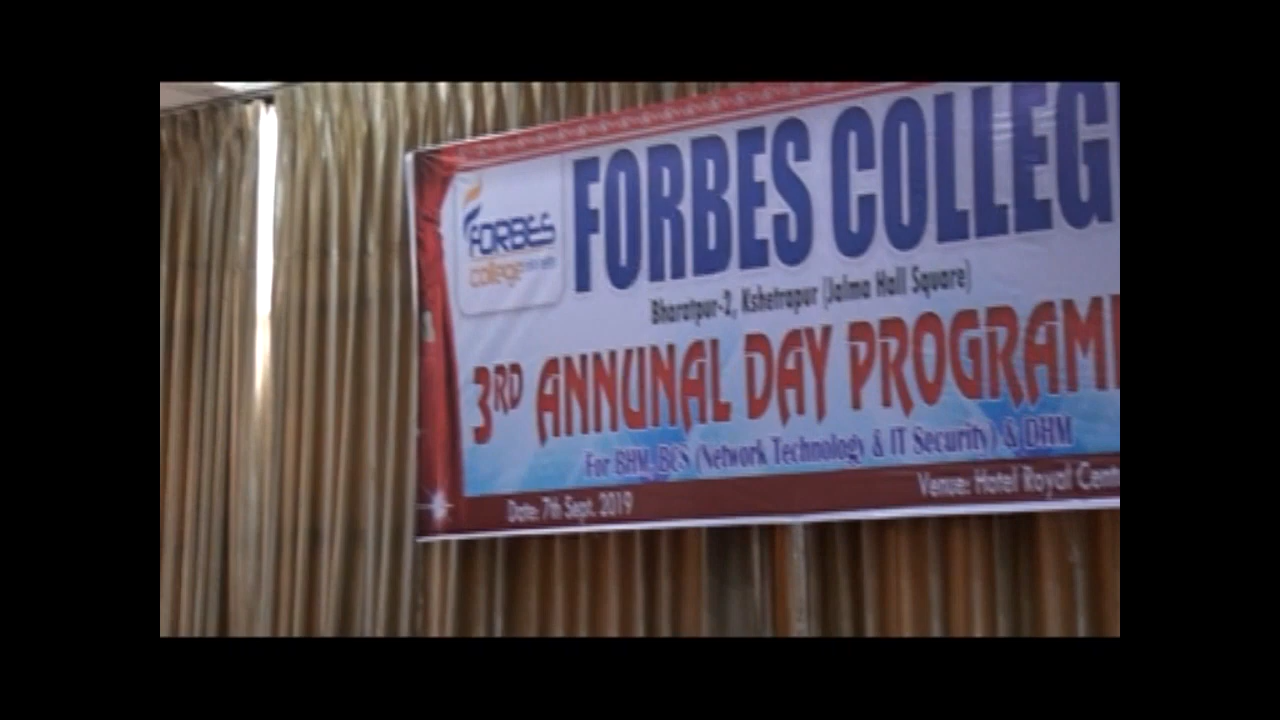 FORBES COLLEG
FORBES
college
Bharatpur-2, Kshetrapur (Jalma Hall Square)
3RD ANNUNAL DAY PROGRAM
For BHM, BCS (Network Technology & IT Security) & DHM
Date: 7th Sept. 2019
Venue: Hotel Royal Cent